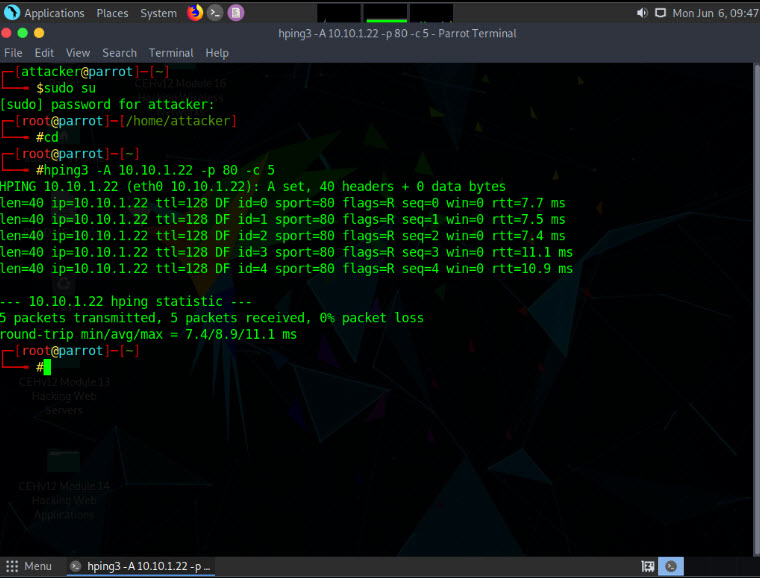 Applications Places System Mon Jun 6, 09:47
hping3 -A 10.10.1.22 -p 80 -c 5 - Parrot Terminal
File Edit View Search Terminal Help
┌─[attacker@parrot]─[~]
└──╼ $sudo su
[sudo] password for attacker:
┌─[root@parrot]─[/home/attacker]
└──╼ #cd
┌─[root@parrot]─[~]
└──╼ #hping3 -A 10.10.1.22 -p 80 -c 5
HPING 10.10.1.22 (eth0 10.10.1.22): A set, 40 headers + 0 data bytes
len=40 ip=10.10.1.22 ttl=128 DF id=0 sport=80 flags=R seq=0 win=0 rtt=7.7 ms
len=40 ip=10.10.1.22 ttl=128 DF id=1 sport=80 flags=R seq=1 win=0 rtt=7.5 ms
len=40 ip=10.10.1.22 ttl=128 DF id=2 sport=80 flags=R seq=2 win=0 rtt=7.4 ms
len=40 ip=10.10.1.22 ttl=128 DF id=3 sport=80 flags=R seq=3 win=0 rtt=11.1 ms
len=40 ip=10.10.1.22 ttl=128 DF id=4 sport=80 flags=R seq=4 win=0 rtt=10.9 ms
--- 10.10.1.22 hping statistic ---
5 packets transmitted, 5 packets received, 0% packet loss
round-trip min/avg/max = 7.4/8.9/11.1 ms
┌─[root@parrot]─[~]
└──╼ #
CEHv12 Module 16
CEHv12 Module 13
Hacking Web
Servers
CEHv12 Module 14
Hacking Web
Applications
Menu hping3 -A 10.10.1.22 -p ...